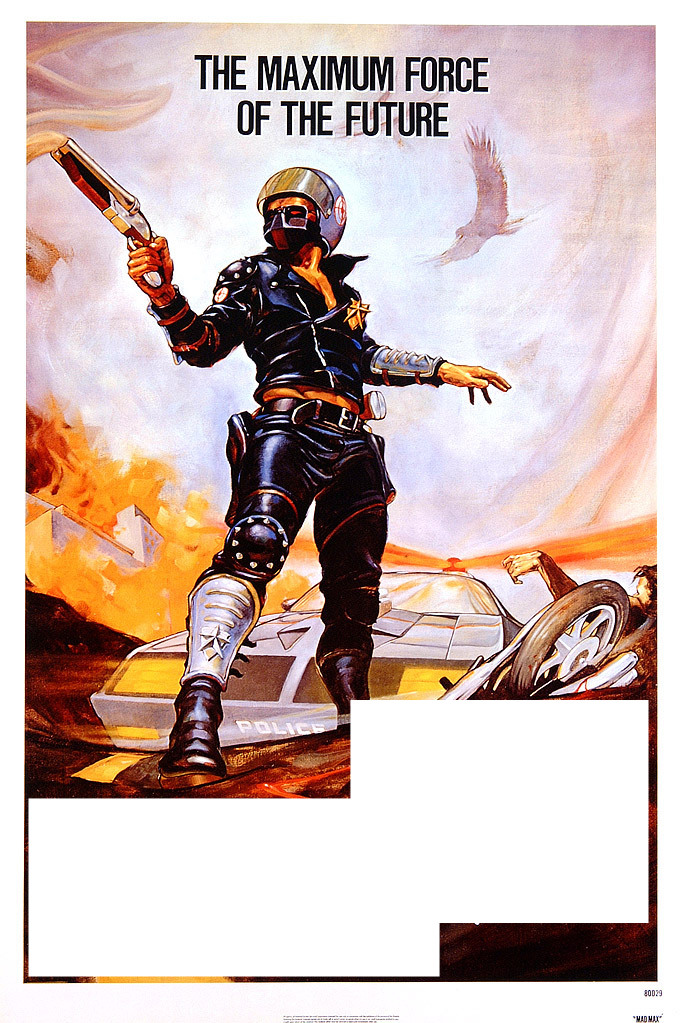 THE MAXIMUM FORCE
OF THE FUTURE
POLICE
80029
"MAD MAX"